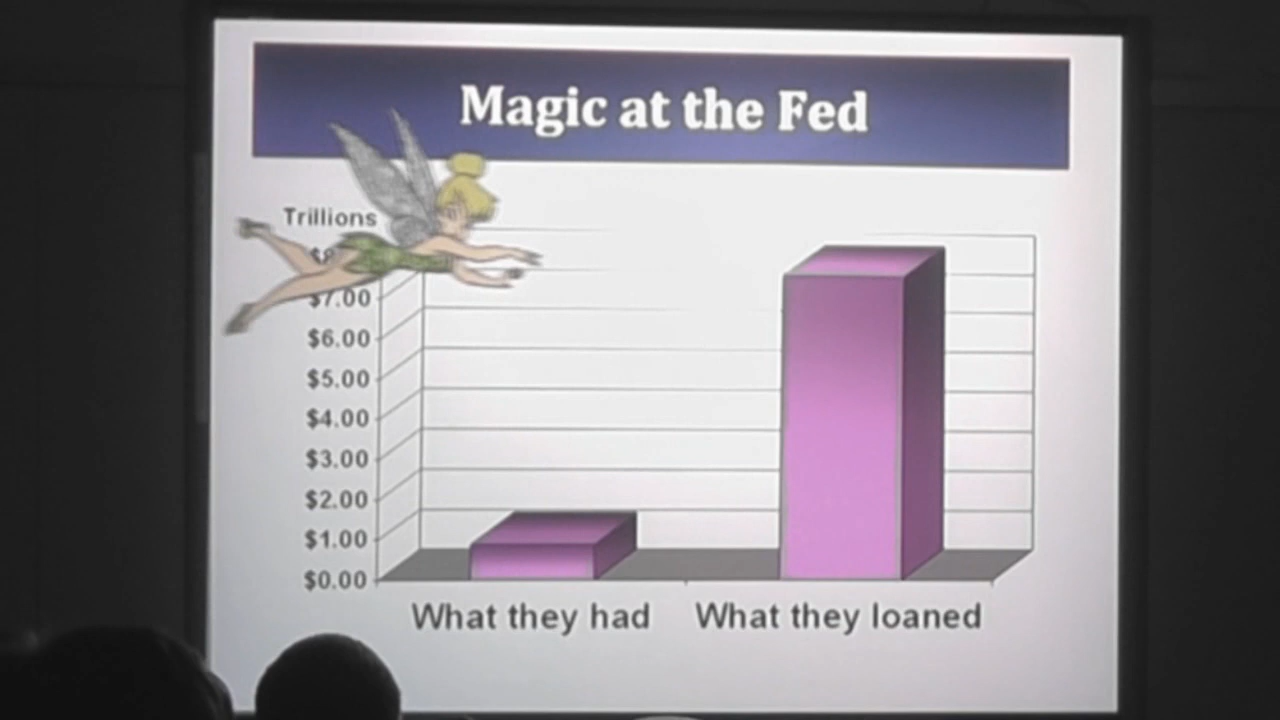 Magic at the Fed
Trillions
$7.00
$6.00
$5.00
$4.00
$3.00
$2.00
$1.00
$0.00
What they had
What they loaned